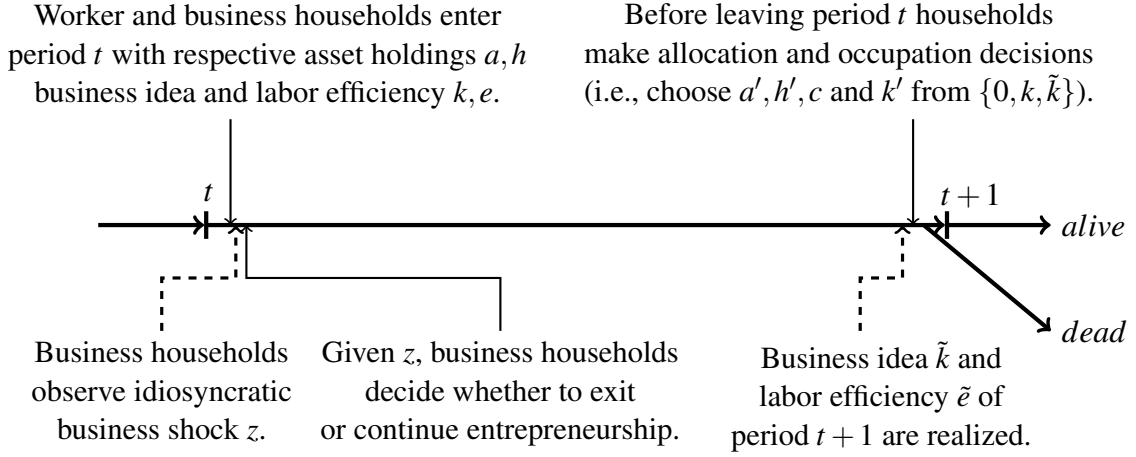 Worker and business households enter
period t with respective asset holdings a, h
business idea and labor efficiency k, e.
Before leaving period t households
make allocation and occupation decisions
(i.e., choose a′, h′, c and k′ from {0, k, k̃}).
t
t + 1
alive
dead
Business households
observe idiosyncratic
business shock z.
Given z, business households
decide whether to exit
or continue entrepreneurship.
Business idea k̃ and
labor efficiency ẽ of
period t + 1 are realized.